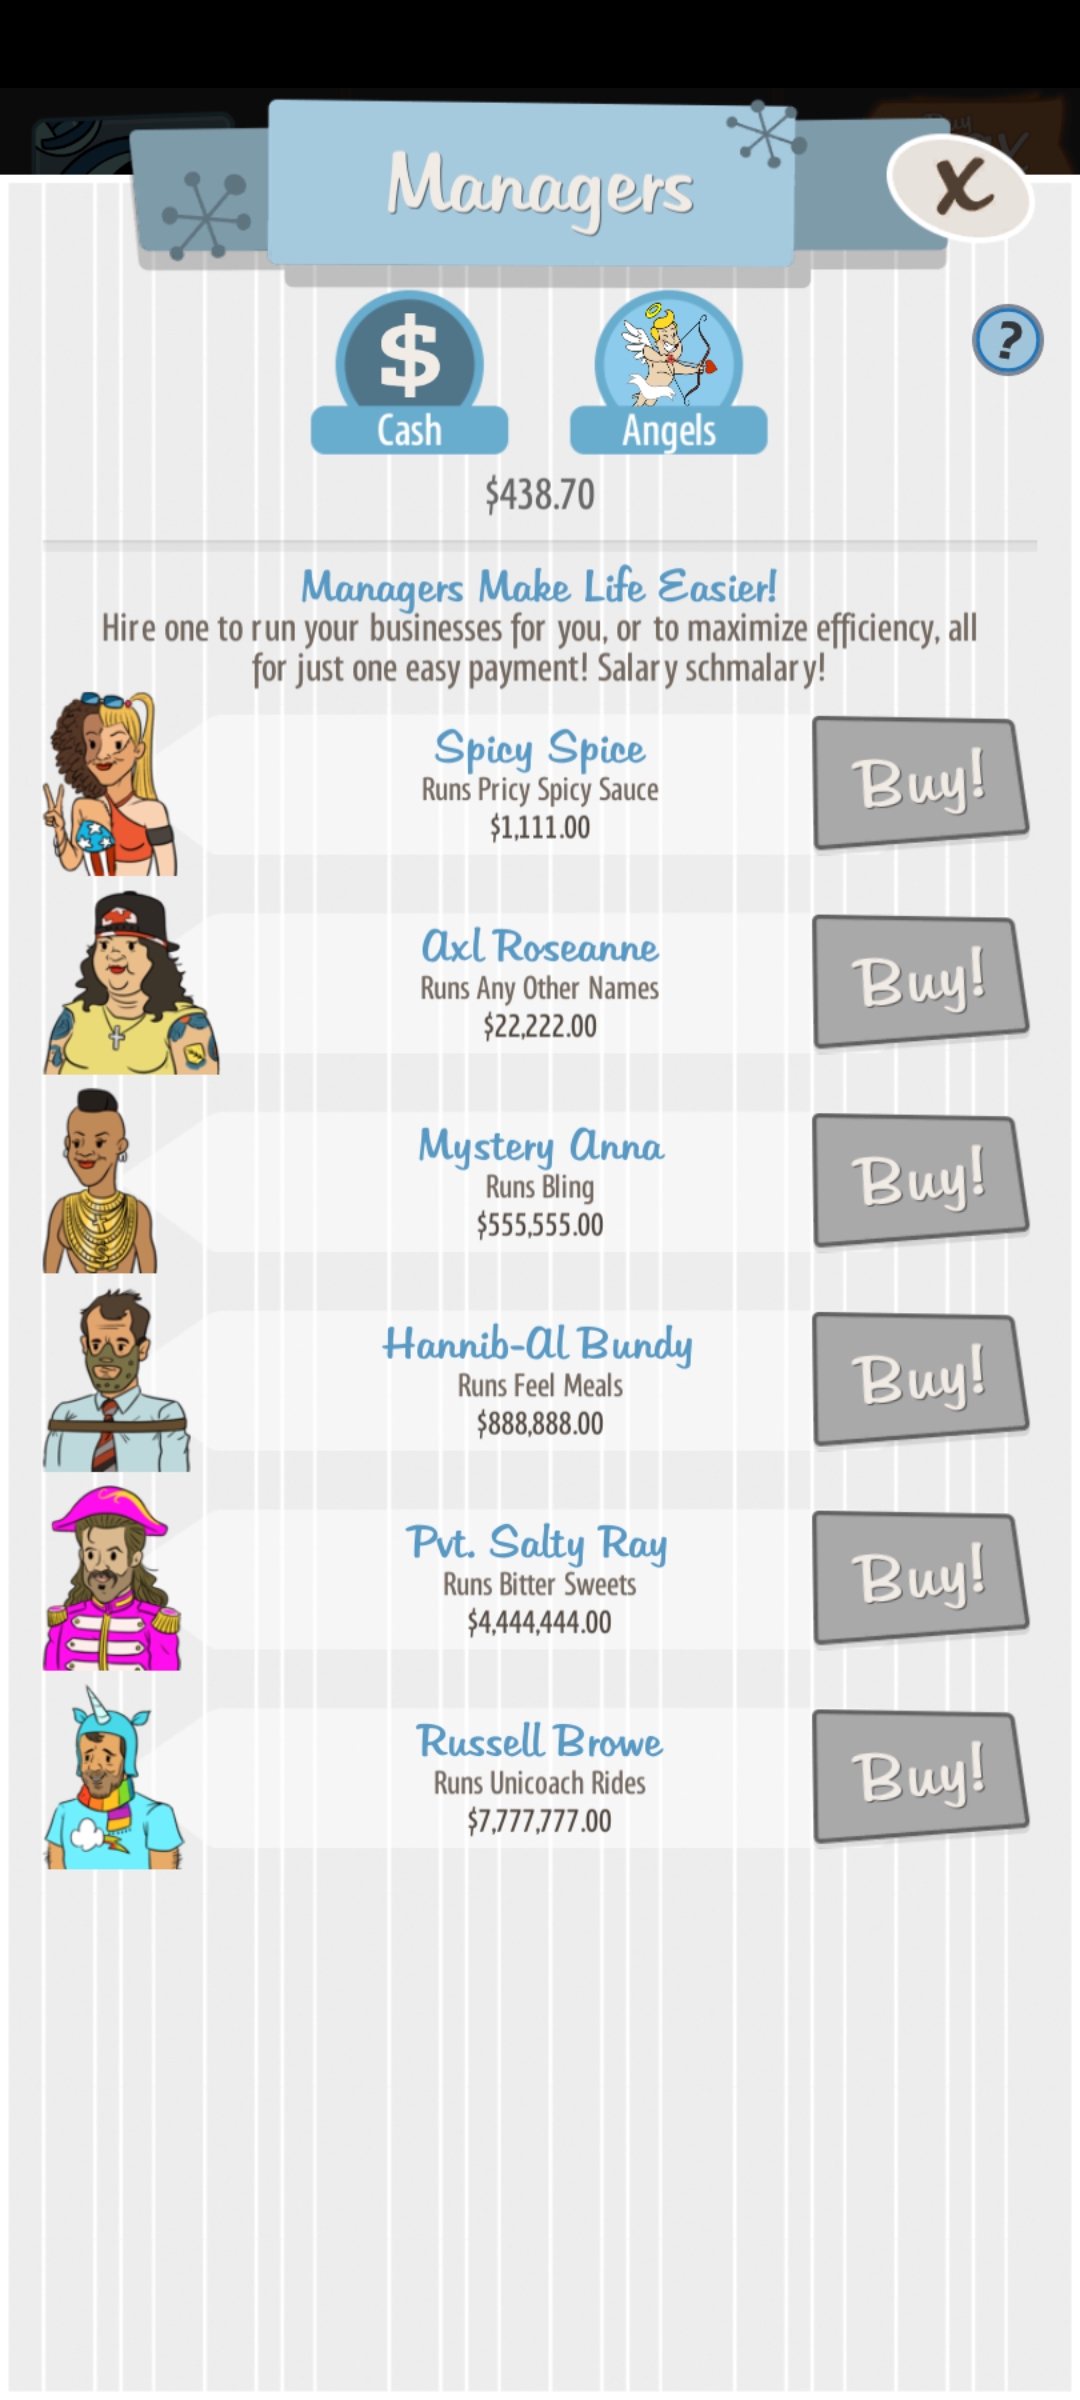 Managers
X
$
?
Cash
Angels
$438.70
Managers Make Life Easier!
Hire one to run your businesses for you, or to maximize efficiency, all
for just one easy payment! Salary schmalary!
Spicy Spice
Runs Pricy Spicy Sauce
$1,111.00
Buy!
Axl Roseanne
Runs Any Other Names
$22,222.00
Buy!
Mystery Anna
Runs Bling
$555,555.00
Buy!
Hannib-Al Bundy
Runs Feel Meals
$888,888.00
Buy!
Pvt. Salty Ray
Runs Bitter Sweets
$4,444,444.00
Buy!
Russell Browe
Runs Unicoach Rides
$7,777,777.00
Buy!